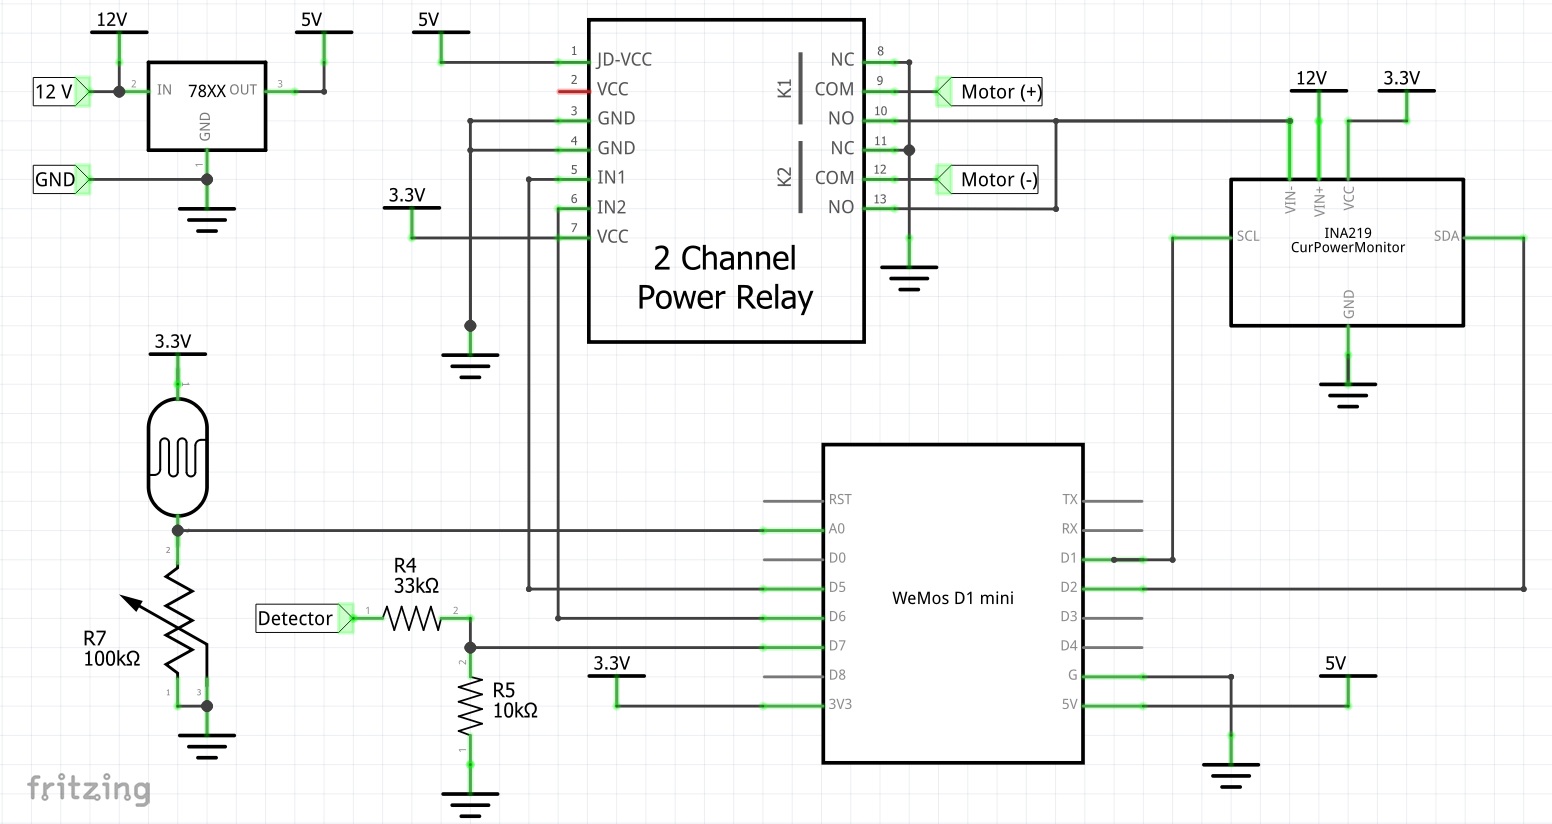 12V
5V
12 V
2
IN
78XX
OUT
3
GND
1
GND
5V
1
JD-VCC
2
VCC
3
GND
4
GND
5
IN1
6
IN2
7
VCC
3.3V
K1
K2
NC
8
COM
9
NO
10
NC
11
COM
12
NO
13
2 Channel
Power Relay
Motor (+)
Motor (-)
12V
3.3V
VIN-
VIN+
VCC
SCL
INA219
CurPowerMonitor
SDA
GND
3.3V
1
2
R7
100kΩ
1
3
Detector
1
R4
33kΩ
2
2
R5
10kΩ
1
3.3V
RST
A0
D0
D5
D6
D7
D8
3V3
WeMos D1 mini
TX
RX
D1
D2
D3
D4
G
5V
5V
fritzing